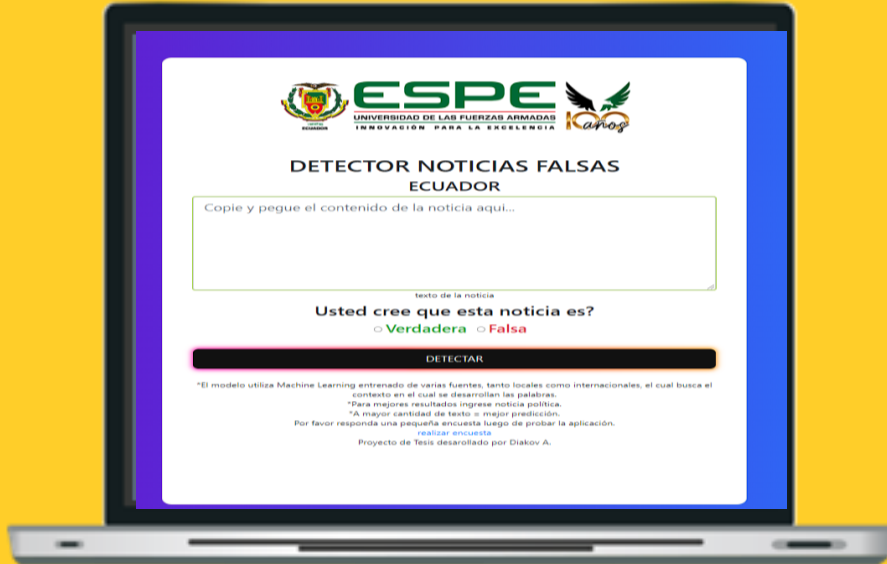 ESPE
UNIVERSIDAD DE LAS FUERZAS ARMADAS
INNOVACIÓN PARA LA EXCELENCIA
ECUADOR
100 años
DETECTOR NOTICIAS FALSAS
ECUADOR
Copie y pegue el contenido de la noticia aqui...
texto de la noticia
Usted cree que esta noticia es?
Verdadera Falsa
DETECTAR
*El modelo utiliza Machine Learning entrenado de varias fuentes, tanto locales como internacionales, el cual busca el
contexto en el cual se desarrollan las palabras.
*Para mejores resultados ingrese noticia política.
*A mayor cantidad de texto = mejor predicción.
Por favor responda una pequeña encuesta luego de probar la aplicación.
realizar encuesta
Proyecto de Tesis desarollado por Diakov A.